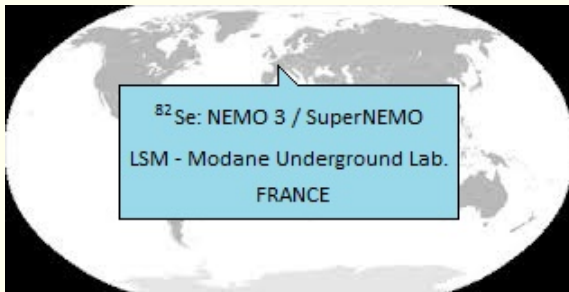 ⁸²Se: NEMO 3 / SuperNEMO
LSM - Modane Underground Lab.
FRANCE